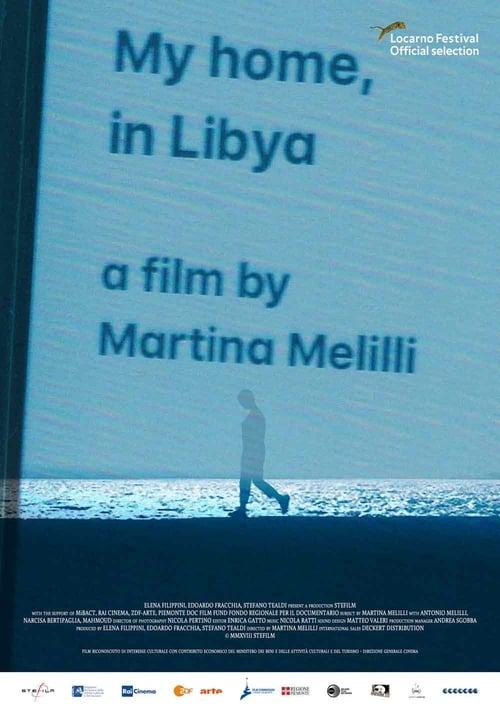 Locarno Festival
Official selection
My home,
in Libya
a film by
Martina Melilli
ELENA FILIPPINI, EDOARDO FRACCHIA, STEFANO TEALDI PRESENT A PRODUCTION STEFILM
WITH THE SUPPORT OF MiBACT, RAI CINEMA, ZDF-ARTE, PIEMONTE DOC FILM FUND FONDO REGIONALE PER IL DOCUMENTARIO SUBJECT BY MARTINA MELILLI WITH ANTONIO MELILLI,
NARCISA BERTIPAGLIA, MAHMOUD DIRECTOR OF PHOTOGRAPHY NICOLA PERTINO EDITOR ENRICA GATTO MUSIC NICOLA RATTI SOUND DESIGN MATTEO VALERI PRODUCTION MANAGER ANDREA SGOBBA
PRODUCED BY ELENA FILIPPINI, EDOARDO FRACCHIA, STEFANO TEALDI DIRECTED BY MARTINA MELILLI INTERNATIONAL SALES DECKERT DISTRIBUTION
© MMXVIII STEFILM
FILM RICONOSCIUTO DI INTERESSE CULTURALE CON CONTRIBUTO ECONOMICO DEL MINISTERO DEI BENI E DELLE ATTIVITÀ CULTURALI E DEL TURISMO - DIREZIONE GENERALE CINEMA
STEFILM
Rai Cinema
ZDF
arte
REGIONE
PIEMONTE